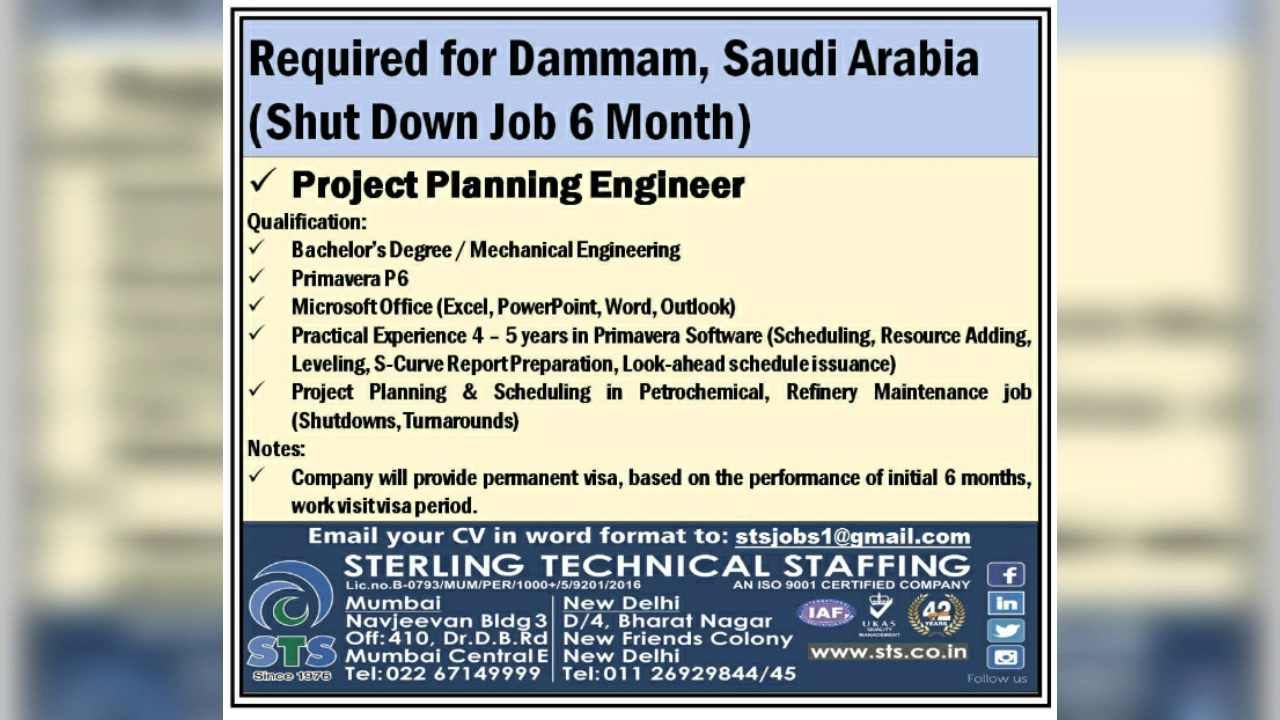 Required for Dammam, Saudi Arabia
(Shut Down Job 6 Month)
✓ Project Planning Engineer
Qualification:
✓ Bachelor's Degree / Mechanical Engineering
✓ Primavera P6
✓ Microsoft Office (Excel, PowerPoint, Word, Outlook)
✓ Practical Experience 4 – 5 years in Primavera Software (Scheduling, Resource Adding,
Leveling, S-Curve Report Preparation, Look-ahead schedule issuance)
✓ Project Planning & Scheduling in Petrochemical, Refinery Maintenance job
(Shutdowns, Turnarounds)
Notes:
✓ Company will provide permanent visa, based on the performance of initial 6 months,
work visit visa period.
Email your CV in word format to: stsjobs1@gmail.com
STERLING TECHNICAL STAFFING
Lic.no.B-0793/MUM/PER/1000+/5/9201/2016
AN ISO 9001 CERTIFIED COMPANY
STS
Since 1976
Mumbai
Navjeevan Bldg 3
Off: 410, Dr.D.B.Rd
Mumbai Central E
Tel: 022 67149999
New Delhi
D/4, Bharat Nagar
New Friends Colony
New Delhi
Tel: 011 26929844/45
IAF
UKAS
QUALITY
MANAGEMENT
42
YEARS
www.sts.co.in
f
in
Follow us